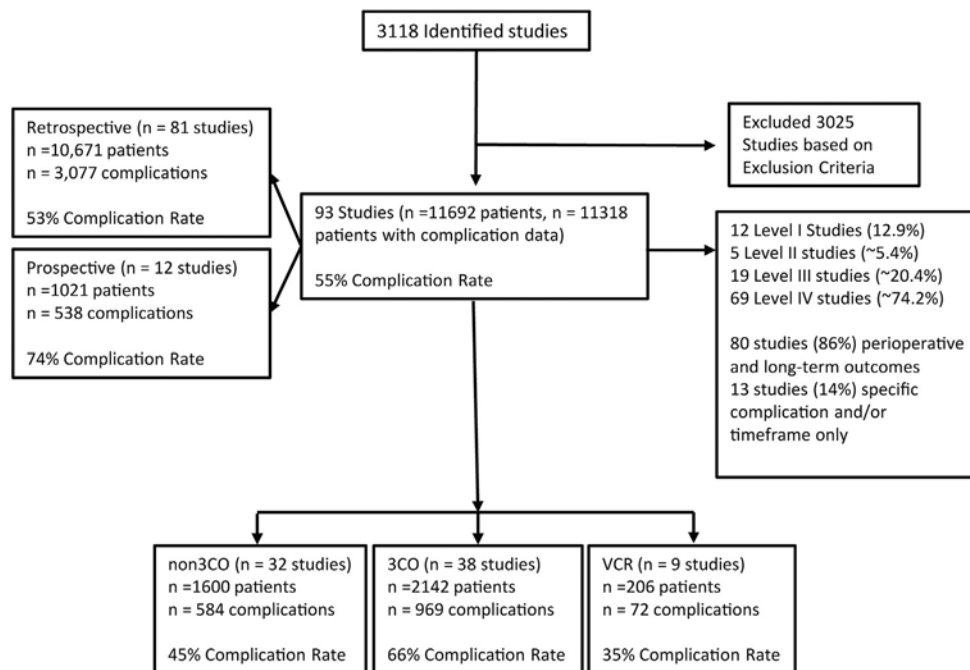 3118 Identified studies
Retrospective (n = 81 studies)
n =10,671 patients
n = 3,077 complications
53% Complication Rate
Excluded 3025
Studies based on
Exclusion Criteria
93 Studies (n =11692 patients, n = 11318
patients with complication data)
55% Complication Rate
Prospective (n = 12 studies)
n =1021 patients
n = 538 complications
74% Complication Rate
12 Level I Studies (12.9%)
5 Level II studies (~5.4%)
19 Level III studies (~20.4%)
69 Level IV studies (~74.2%)
80 studies (86%) perioperative
and long-term outcomes
13 studies (14%) specific
complication and/or
timeframe only
non3CO (n = 32 studies)
n =1600 patients
n = 584 complications
45% Complication Rate
3CO (n = 38 studies)
n =2142 patients
n = 969 complications
66% Complication Rate
VCR (n = 9 studies)
n =206 patients
n = 72 complications
35% Complication Rate